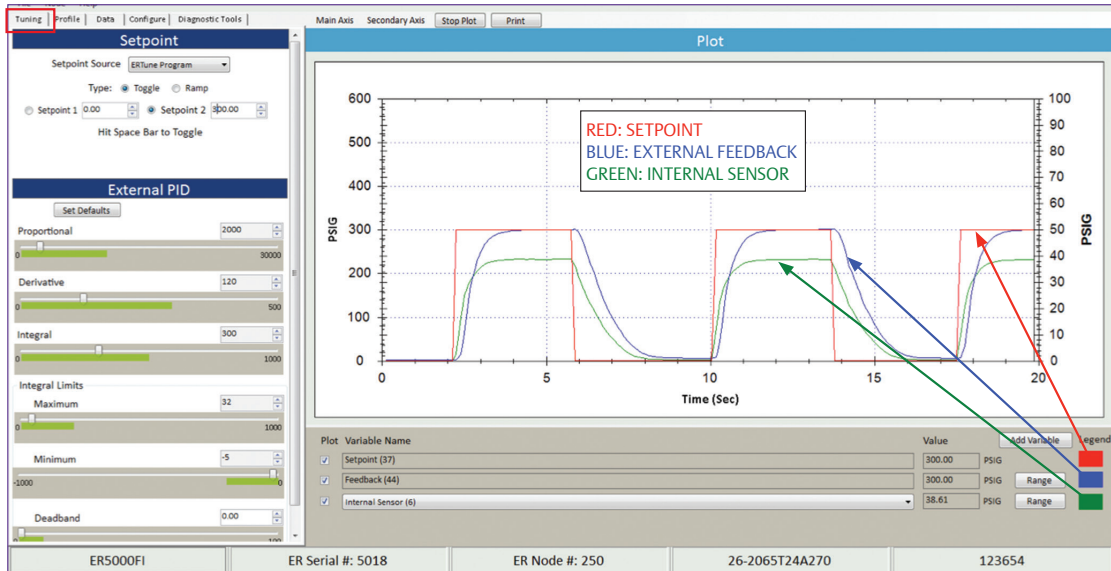 Tuning Profile Data Configure Diagnostic Tools
Main Axis Secondary Axis Stop Plot Print
Setpoint
Setpoint Source ERTune Program
Type: Toggle Ramp
Setpoint 1 0.00 Setpoint 2 300.00
Hit Space Bar to Toggle
External PID
Set Defaults
Proportional 2000
0 30000
Derivative 120
0 500
Integral 300
0 1000
Integral Limits
Maximum 32
0 1000
Minimum -5
-1000 0
Deadband 0.00
0 100
Plot
RED: SETPOINT
BLUE: EXTERNAL FEEDBACK
GREEN: INTERNAL SENSOR
PSIG
600
500
400
300
200
100
0
100
90
80
70
60
50
40
30
20
10
0
PSIG
0 5 10 15 20
Time (Sec)
Plot Variable Name Value Add Variable Legend
Setpoint (37) 300.00 PSIG
Feedback (44) 300.00 PSIG Range
Internal Sensor (6) 38.61 PSIG Range
ER5000FI ER Serial #: 5018 ER Node #: 250 26-2065T24A270 123654